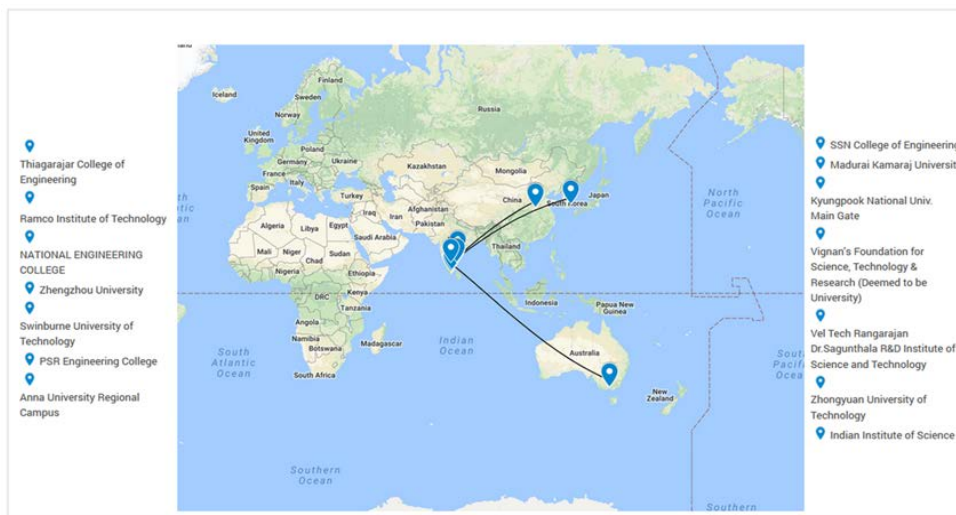 Thiagarajar College of
Engineering
Ramco Institute of Technology
NATIONAL ENGINEERING
COLLEGE
Zhengzhou University
Swinburne University of
Technology
PSR Engineering College
Anna University Regional
Campus
Iceland
Finland
Sweden
Norway
Russia
United
Kingdom
Poland
Germany
Ukraine
France
Spain
Italy
Turkey
Kazakhstan
Mongolia
China
South Korea
Japan
North
Pacific
Ocean
Iraq
Iran
Afghanistan
Pakistan
Algeria
Libya
Egypt
Saudi Arabia
Mali
Niger
Chad
Sudan
Nigeria
Ethiopia
Thailand
DRC
Kenya
Tanzania
Indonesia
Papua New
Guinea
Angola
Namibia
Botswana
Madagascar
South Africa
South
Atlantic
Ocean
Indian
Ocean
Australia
New
Zealand
Southern
Ocean
Southern
SSN College of Engineering
Madurai Kamaraj Universit
Kyungpook National Univ.
Main Gate
Vignan's Foundation for
Science, Technology &
Research (Deemed to be
University)
Vel Tech Rangarajan
Dr.Sagunthala R&D Institute of
Science and Technology
Zhongyuan University of
Technology
Indian Institute of Science